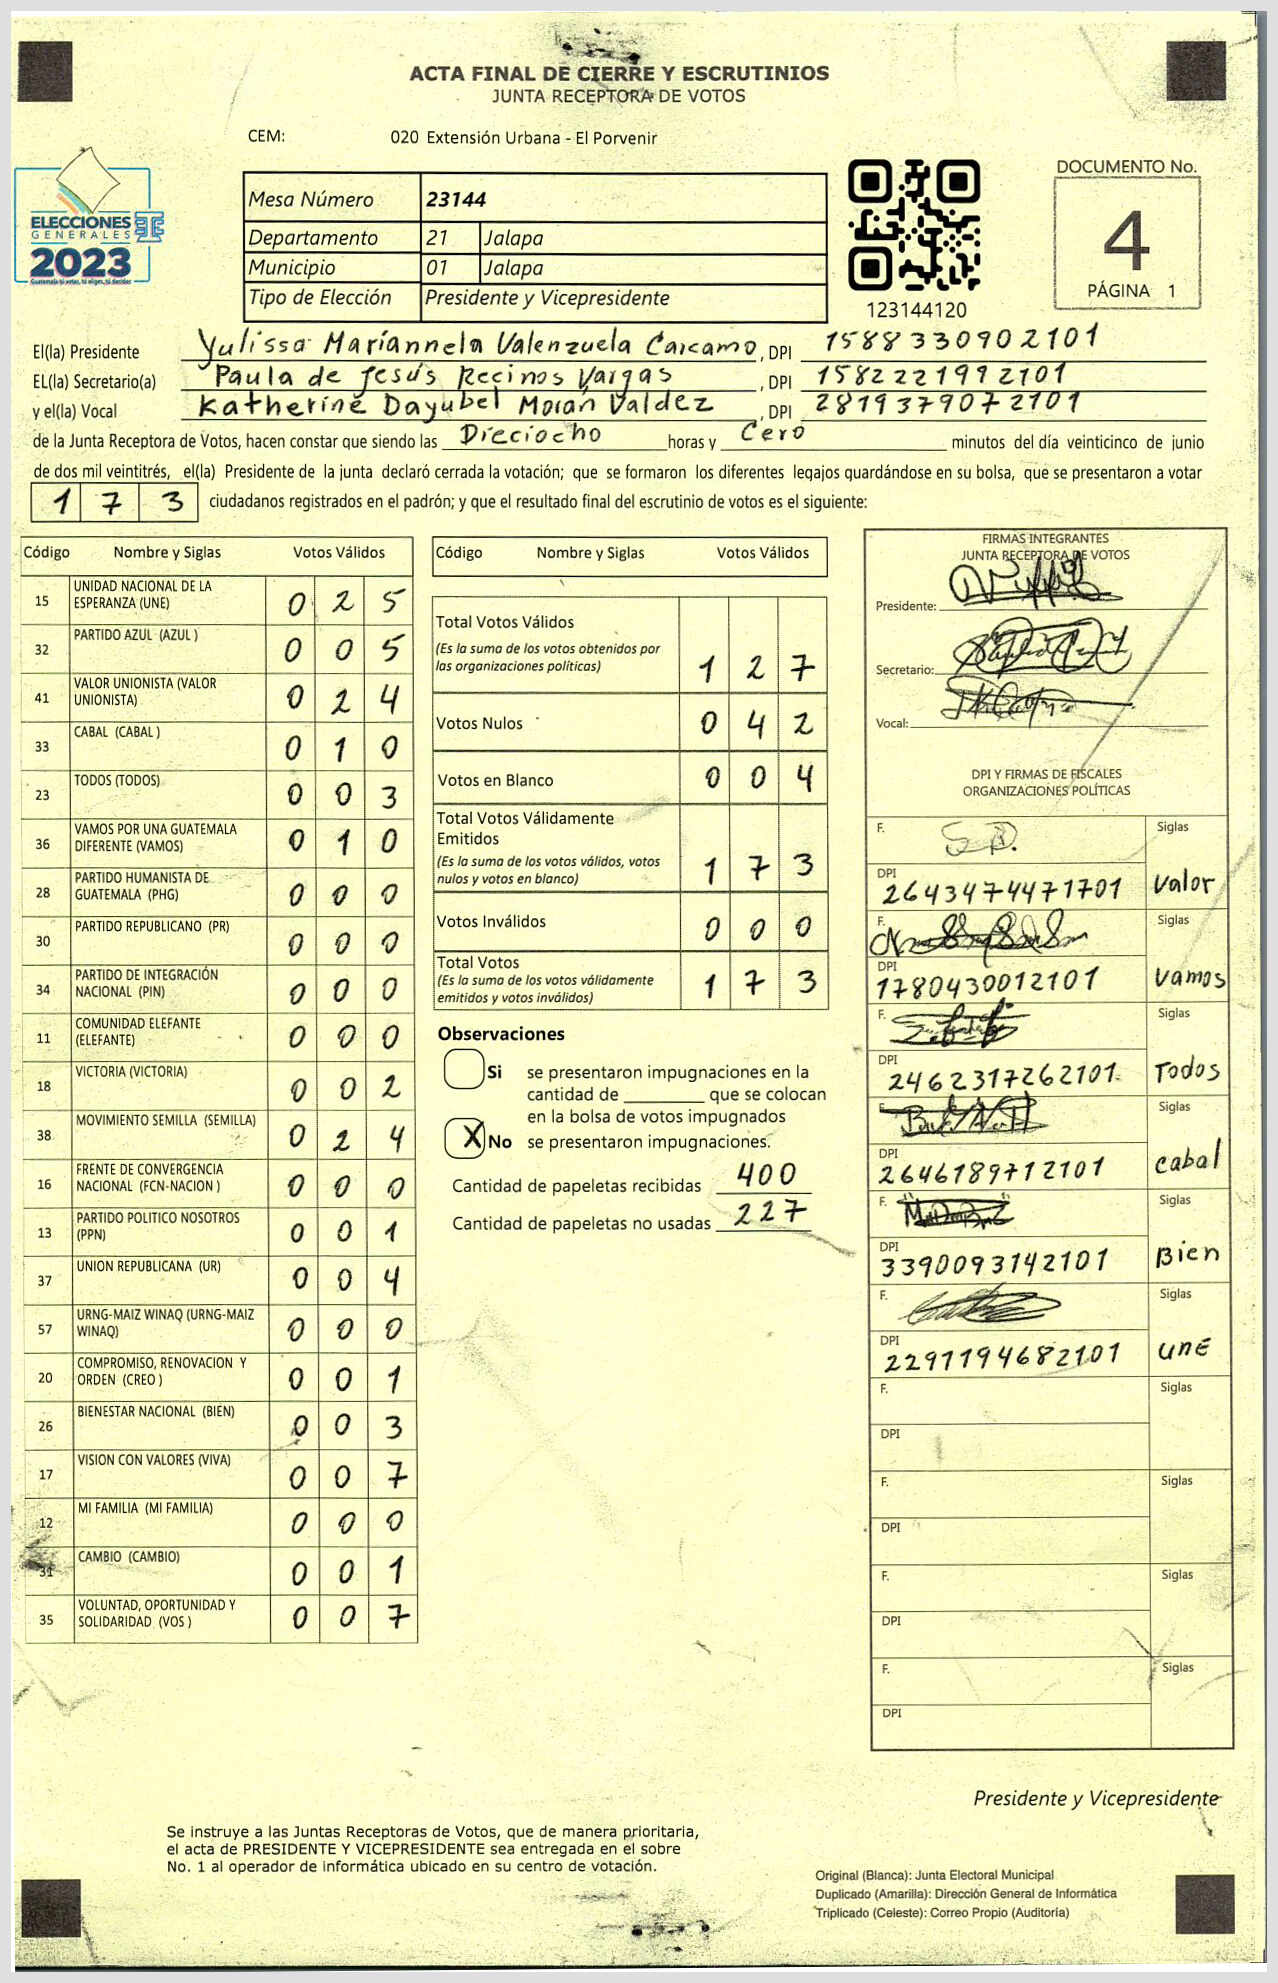 ACTA FINAL DE CIERRE Y ESCRUTINIOS
JUNTA RECEPTORA DE VOTOS
CEM: 020 Extensión Urbana - El Porvenir
ELECCIONES
GENERALES
2023
Guatemala tú votas, tú eliges, tú decides
Mesa Número 23144
Departamento 21 Jalapa
Municipio 01 Jalapa
Tipo de Elección Presidente y Vicepresidente
123144120
DOCUMENTO No.
4
PÁGINA 1
El(la) Presidente Yulissa Mariannela Valenzuela Carcamo, DPI 1588330902101
EL(la) Secretario(a) Paula de Jesús Recinos Vargas, DPI 1582221992101
y el(la) Vocal Katherine Dayubel Morán Valdez, DPI 2819379072101
de la Junta Receptora de Votos, hacen constar que siendo las Dieciocho horas y Cero minutos del día veinticinco de junio
de dos mil veintitrés, el(la) Presidente de la junta declaró cerrada la votación; que se formaron los diferentes legajos quardándose en su bolsa, que se presentaron a votar
173 ciudadanos registrados en el padrón; y que el resultado final del escrutinio de votos es el siguiente:
Código Nombre y Siglas Votos Válidos
15 UNIDAD NACIONAL DE LA ESPERANZA (UNE) 0 2 5
32 PARTIDO AZUL (AZUL ) 0 0 5
41 VALOR UNIONISTA (VALOR UNIONISTA) 0 2 4
33 CABAL (CABAL ) 0 1 0
23 TODOS (TODOS) 0 0 3
36 VAMOS POR UNA GUATEMALA DIFERENTE (VAMOS) 0 1 0
28 PARTIDO HUMANISTA DE GUATEMALA (PHG) 0 0 0
30 PARTIDO REPUBLICANO (PR) 0 0 0
34 PARTIDO DE INTEGRACIÓN NACIONAL (PIN) 0 0 0
11 COMUNIDAD ELEFANTE (ELEFANTE) 0 0 0
18 VICTORIA (VICTORIA) 0 0 2
38 MOVIMIENTO SEMILLA (SEMILLA) 0 2 4
16 FRENTE DE CONVERGENCIA NACIONAL (FCN-NACION ) 0 0 0
13 PARTIDO POLITICO NOSOTROS (PPN) 0 0 1
37 UNION REPUBLICANA (UR) 0 0 4
57 URNG-MAIZ WINAQ (URNG-MAIZ WINAQ) 0 0 0
20 COMPROMISO, RENOVACION Y ORDEN (CREO ) 0 0 1
26 BIENESTAR NACIONAL (BIEN) 0 0 3
17 VISION CON VALORES (VIVA) 0 0 7
12 MI FAMILIA (MI FAMILIA) 0 0 0
31 CAMBIO (CAMBIO) 0 0 1
35 VOLUNTAD, OPORTUNIDAD Y SOLIDARIDAD (VOS ) 0 0 7
Código Nombre y Siglas Votos Válidos
Total Votos Válidos
(Es la suma de los votos obtenidos por
las organizaciones políticas) 1 2 7
Votos Nulos 0 4 2
Votos en Blanco 0 0 4
Total Votos Válidamente
Emitidos
(Es la suma de los votos válidos, votos
nulos y votos en blanco) 1 7 3
Votos Inválidos 0 0 0
Total Votos
(Es la suma de los votos válidamente
emitidos y votos inválidos) 1 7 3
Observaciones
Si se presentaron impugnaciones en la
cantidad de ________ que se colocan
en la bolsa de votos impugnados
X No se presentaron impugnaciones.
Cantidad de papeletas recibidas 400
Cantidad de papeletas no usadas 227
FIRMAS INTEGRANTES
JUNTA RECEPTORA DE VOTOS
Presidente:
Secretario:
Vocal:
DPI Y FIRMAS DE FISCALES
ORGANIZACIONES POLÍTICAS
F. Siglas
DPI 2643474471701 Valor
F. Siglas
DPI 1780430012101 Vamos
F. Siglas
DPI 2462317262101 Todos
F. Siglas
DPI 2646189712101 cabal
F. Siglas
DPI 3390093142101 Bien
F. Siglas
DPI 2291194682101 UNE
F. Siglas
DPI
F. Siglas
DPI
F. Siglas
DPI
F. Siglas
DPI
Presidente y Vicepresidente
Se instruye a las Juntas Receptoras de Votos, que de manera prioritaria,
el acta de PRESIDENTE Y VICEPRESIDENTE sea entregada en el sobre
No. 1 al operador de informática ubicado en su centro de votación.
Original (Blanca): Junta Electoral Municipal
Duplicado (Amarilla): Dirección General de Informática
Triplicado (Celeste): Correo Propio (Auditoría)